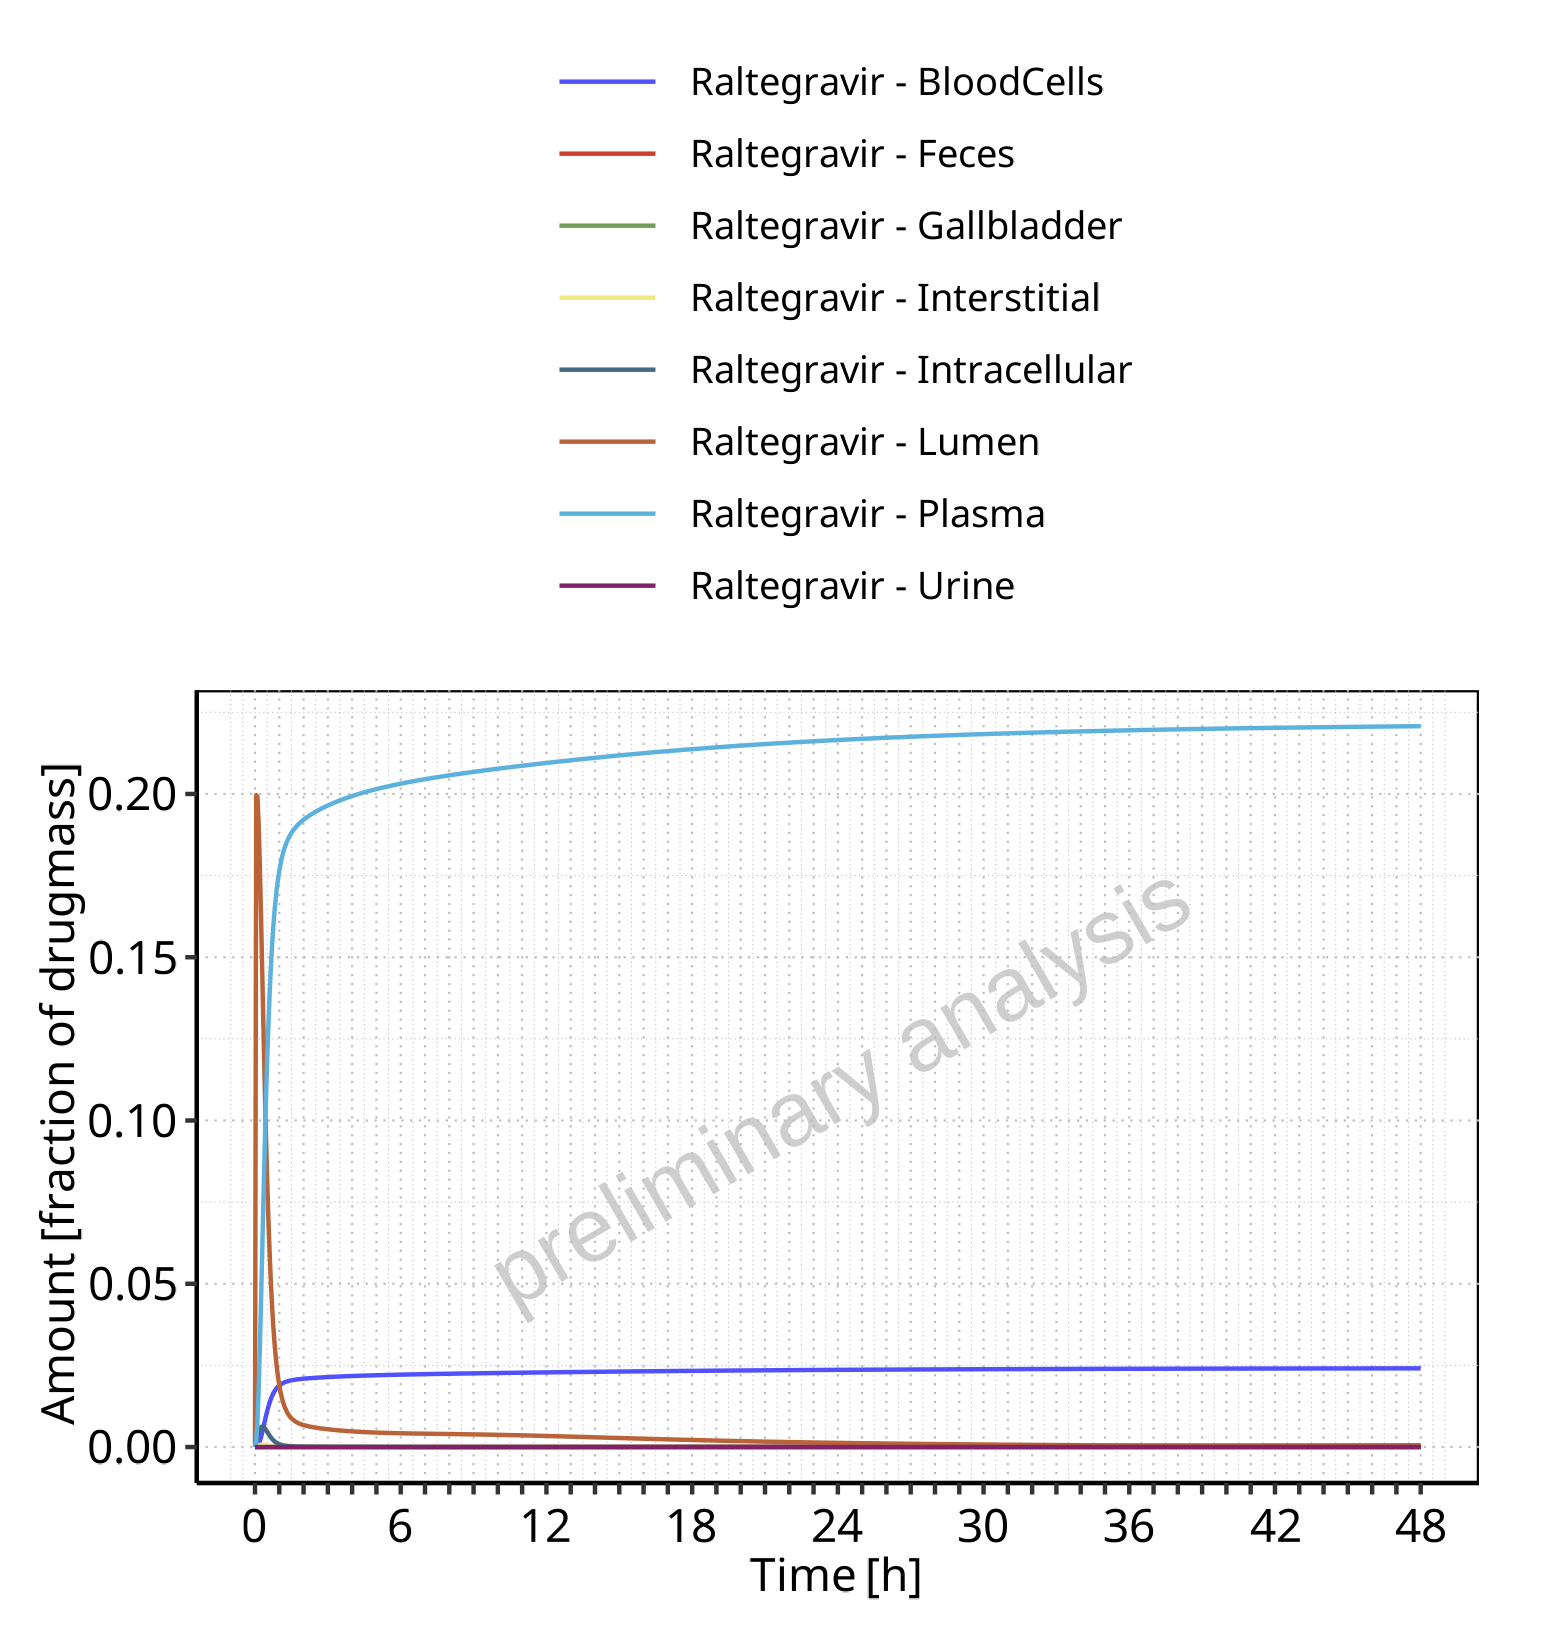 Raltegravir - BloodCells
Raltegravir - Feces
Raltegravir - Gallbladder
Raltegravir - Interstitial
Raltegravir - Intracellular
Raltegravir - Lumen
Raltegravir - Plasma
Raltegravir - Urine
Amount [fraction of drugmass]
0.20
0.15
0.10
0.05
0.00
preliminary analysis
0 6 12 18 24 30 36 42 48
Time [h]